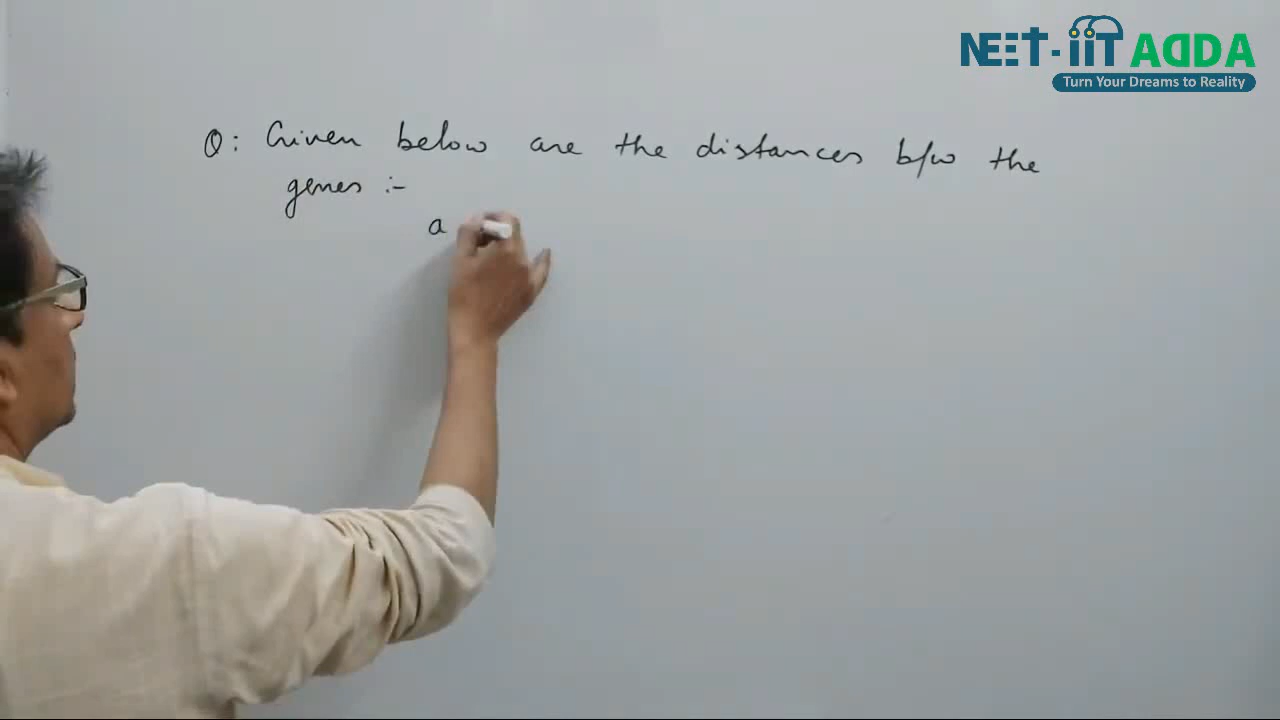 NEET-iiT ADDA
Turn Your Dreams to Reality
Q: Given below are the distances b/w the
genes :-
a